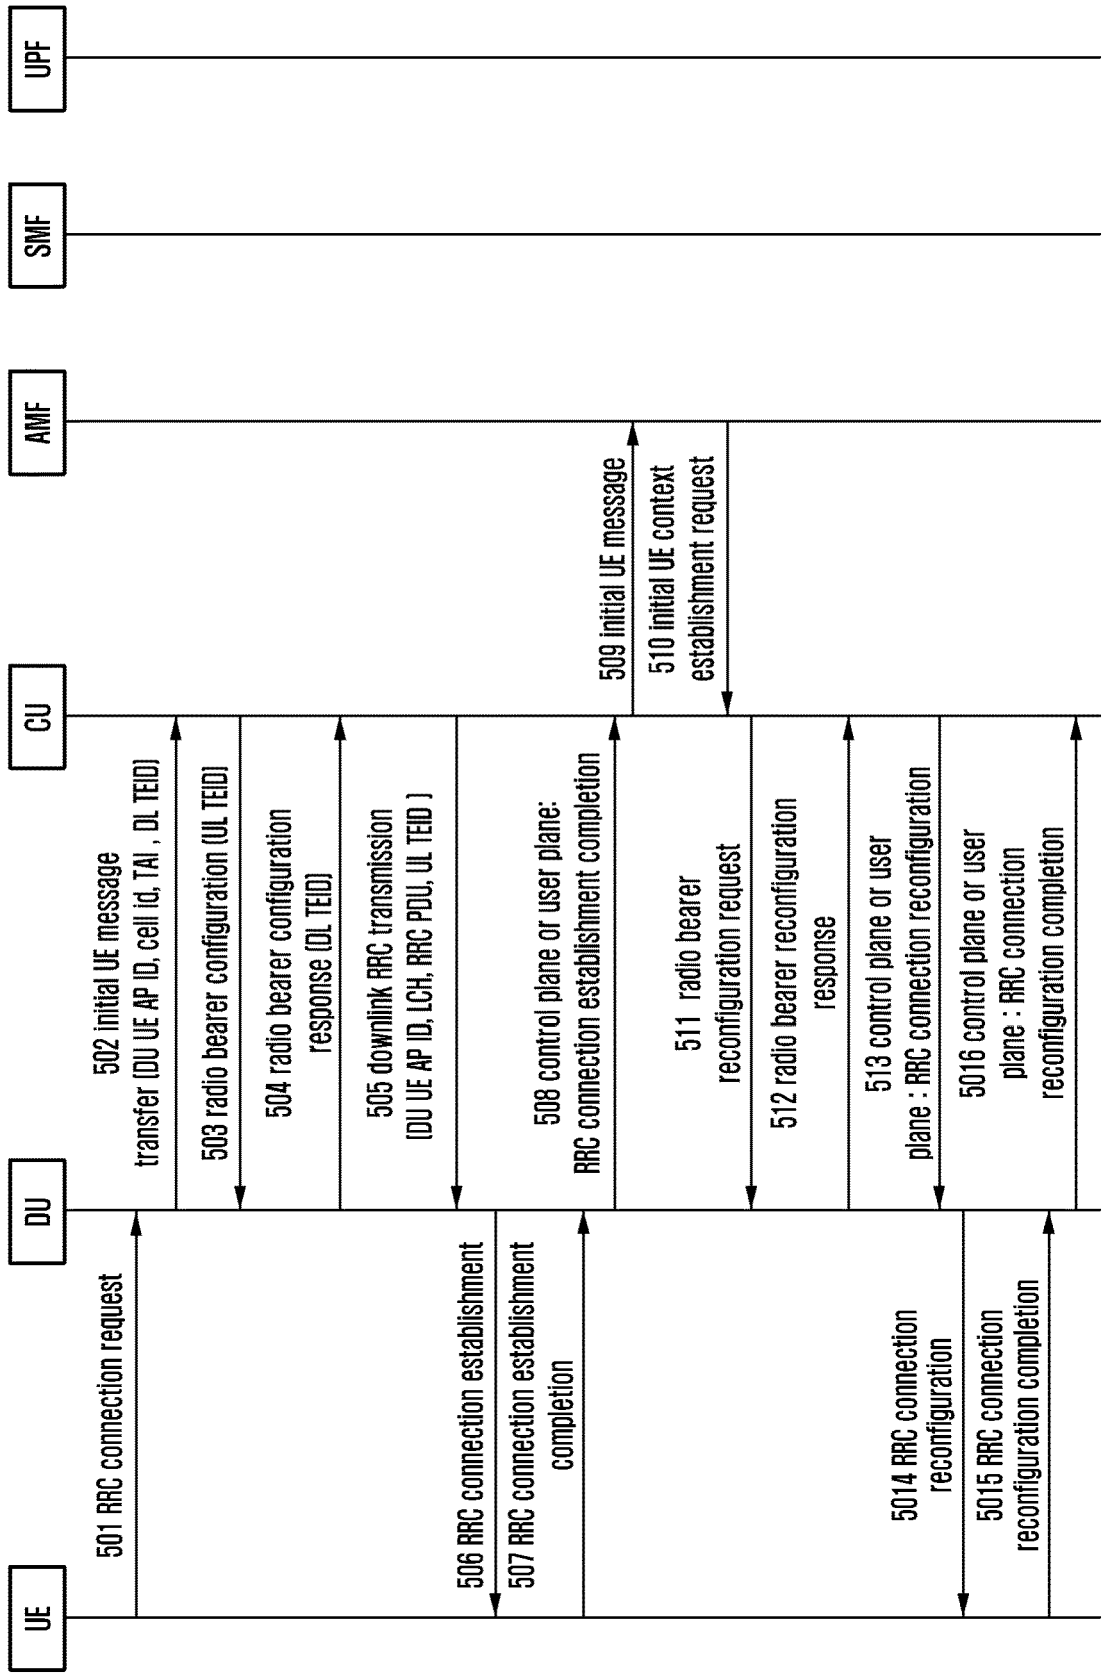 UE
DU
CU
AMF
SMF
UPF
501 RRC connection request
502 initial UE message
transfer (DU UE AP ID, cell id, TAI , DL TEID)
503 radio bearer configuration (UL TEID)
504 radio bearer configuration
response (DL TEID)
505 downlink RRC transmission
(DU UE AP ID, LCH, RRC PDU, UL TEID )
506 RRC connection establishment
507 RRC connection establishment
completion
508 control plane or user plane:
RRC connection establishment completion
509 initial UE message
510 initial UE context
establishment request
511 radio bearer
reconfiguration request
512 radio bearer reconfiguration
response
513 control plane or user
plane : RRC connection reconfiguration
5014 RRC connection
reconfiguration
5015 RRC connection
reconfiguration completion
5016 control plane or user
plane : RRC connection
reconfiguration completion